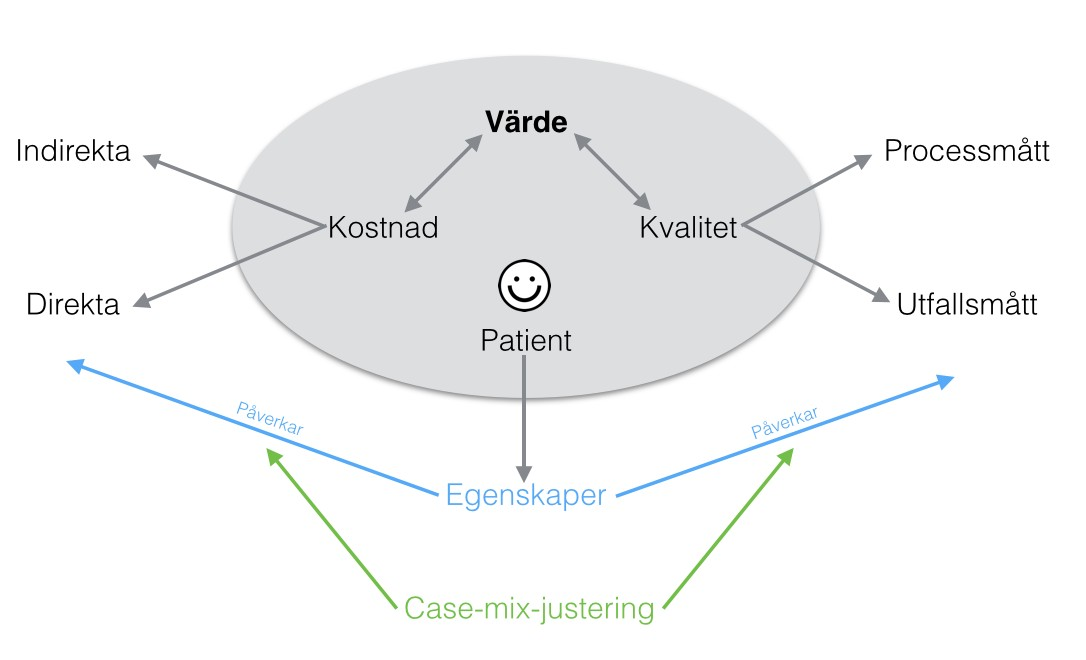 Värde
Indirekta
Processmått
Kostnad
Kvalitet
Direkta
Utfallsmått
Patient
Påverkar
Påverkar
Egenskaper
Case-mix-justering